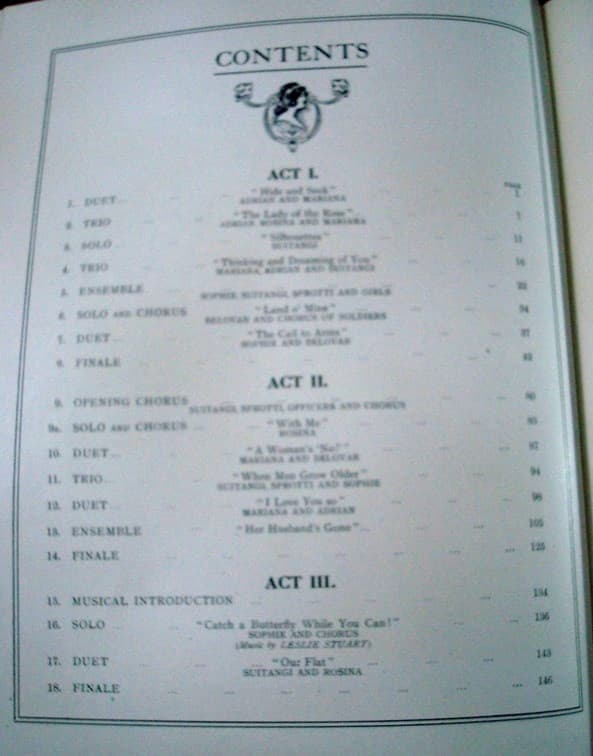 CONTENTS
ACT I.
PAGE
1. DUET "Hide and Seek" 1
ADRIAN AND MARIANA
2. TRIO "The Lady of the Rose"
ADRIAN ROSINA AND MARIANA
3. SOLO "Silhouettes"
SUITANGI
4. TRIO "Thinking and Dreaming of You"
MARIANA, ADRIAN AND SUITANGI
5. ENSEMBLE
SOPHIE, SUITANGI, SPROTTI AND GIRLS
6. SOLO AND CHORUS "Land o' Mine"
BELOVAR AND CHORUS OF SOLDIERS
7. DUET "The Call to Arms"
SOPHIE AND BELOVAR
8. FINALE
ACT II.
9. OPENING CHORUS
SUITANGI, SPROTTI, OFFICERS AND CHORUS
9a. SOLO AND CHORUS "With Me"
ROSINA
10. DUET "A Woman's 'No!'" 87
MARIANA AND BELOVAR
11. TRIO "When Men Grow Older" 94
SUITANGI, SPROTTI AND SOPHIE
12. DUET "I Love You so" 98
MARIANA AND ADRIAN
13. ENSEMBLE "Her Husband's Gone" 105
14. FINALE 125
ACT III.
15. MUSICAL INTRODUCTION 134
16. SOLO "Catch a Butterfly While You Can!" 136
SOPHIE AND CHORUS
(Music by LESLIE STUART)
17. DUET "Our Flat" 143
SUITANGI AND ROSINA
18. FINALE 146